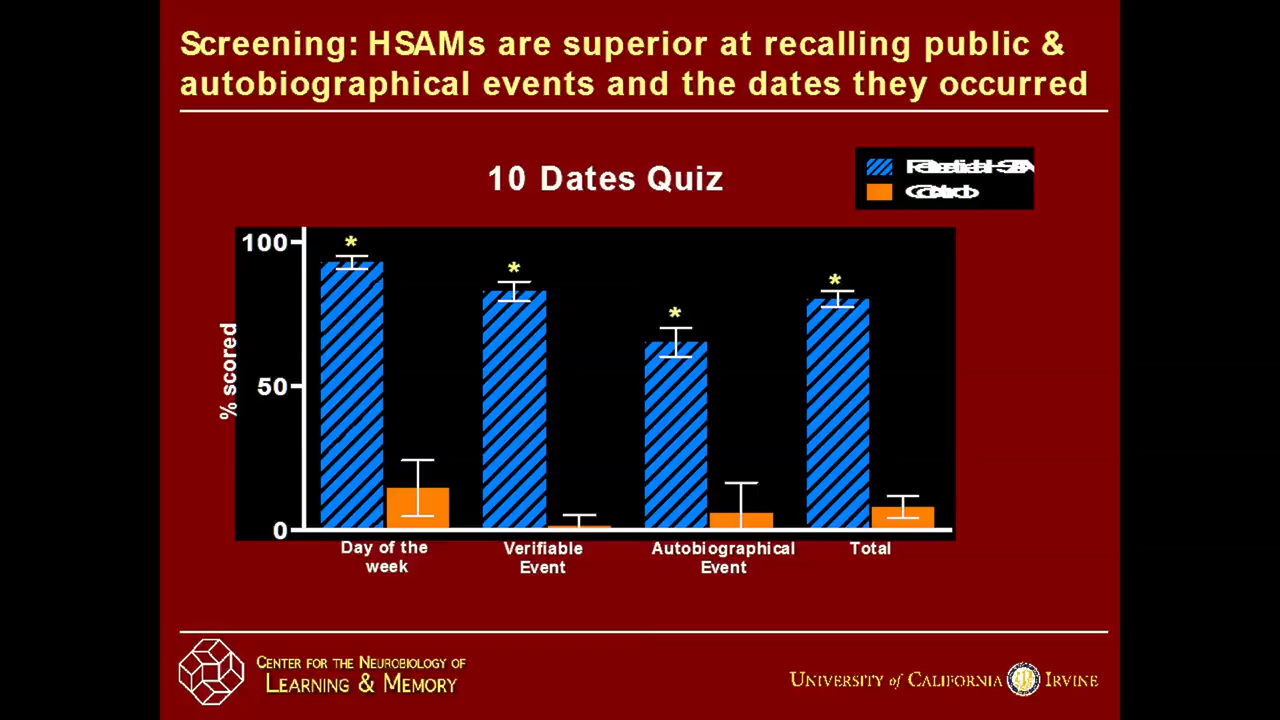 Screening: HSAMs are superior at recalling public &
autobiographical events and the dates they occurred
10 Dates Quiz
% scored
100
*
*
*
*
50
0
Day of the
week
Verifiable
Event
Autobiographical
Event
Total
CENTER FOR THE NEUROBIOLOGY OF
LEARNING & MEMORY
UNIVERSITY of CALIFORNIA IRVINE